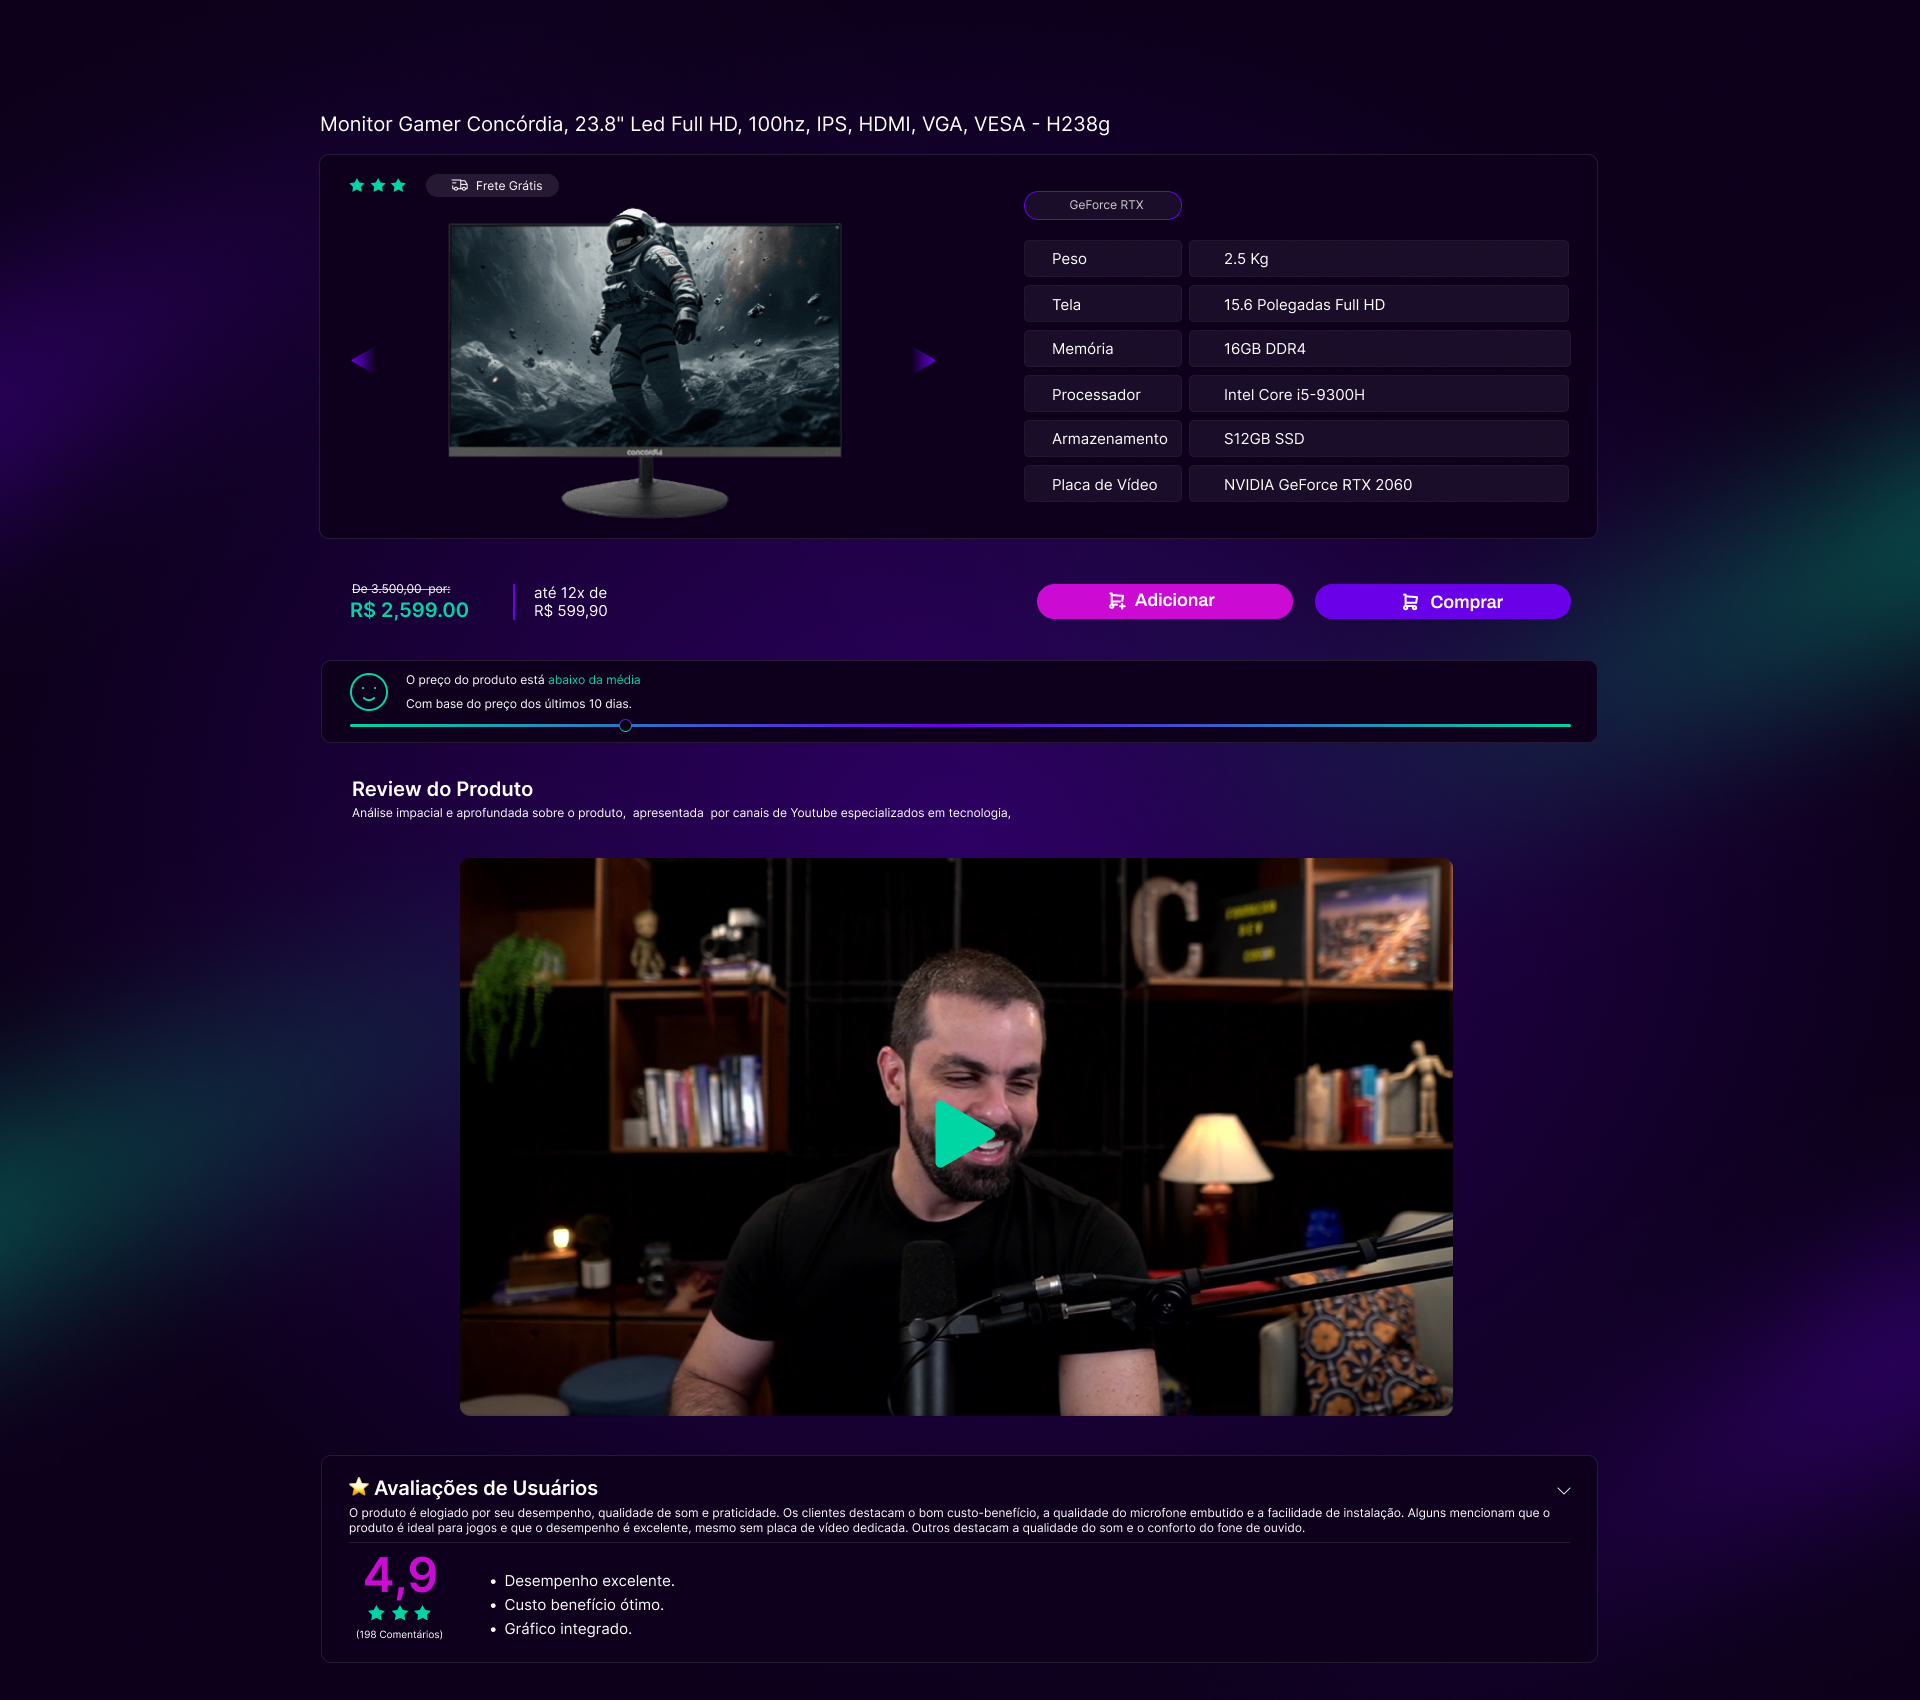 Monitor Gamer Concórdia, 23.8" Led Full HD, 100hz, IPS, HDMI, VGA, VESA - H238g
Frete Grátis
concordia
GeForce RTX
Peso 2.5 Kg
Tela 15.6 Polegadas Full HD
Memória 16GB DDR4
Processador Intel Core i5-9300H
Armazenamento S12GB SSD
Placa de Vídeo NVIDIA GeForce RTX 2060
De 3.500,00 por:
R$ 2,599.00
até 12x de
R$ 599,90
Adicionar
Comprar
O preço do produto está abaixo da média
Com base do preço dos últimos 10 dias.
Review do Produto
Análise impacial e aprofundada sobre o produto, apresentada por canais de Youtube especializados em tecnologia,
C
DEV
Avaliações de Usuários
O produto é elogiado por seu desempenho, qualidade de som e praticidade. Os clientes destacam o bom custo-benefício, a qualidade do microfone embutido e a facilidade de instalação. Alguns mencionam que o
produto é ideal para jogos e que o desempenho é excelente, mesmo sem placa de vídeo dedicada. Outros destacam a qualidade do som e o conforto do fone de ouvido.
4,9
(198 Comentários)
• Desempenho excelente.
• Custo benefício ótimo.
• Gráfico integrado.